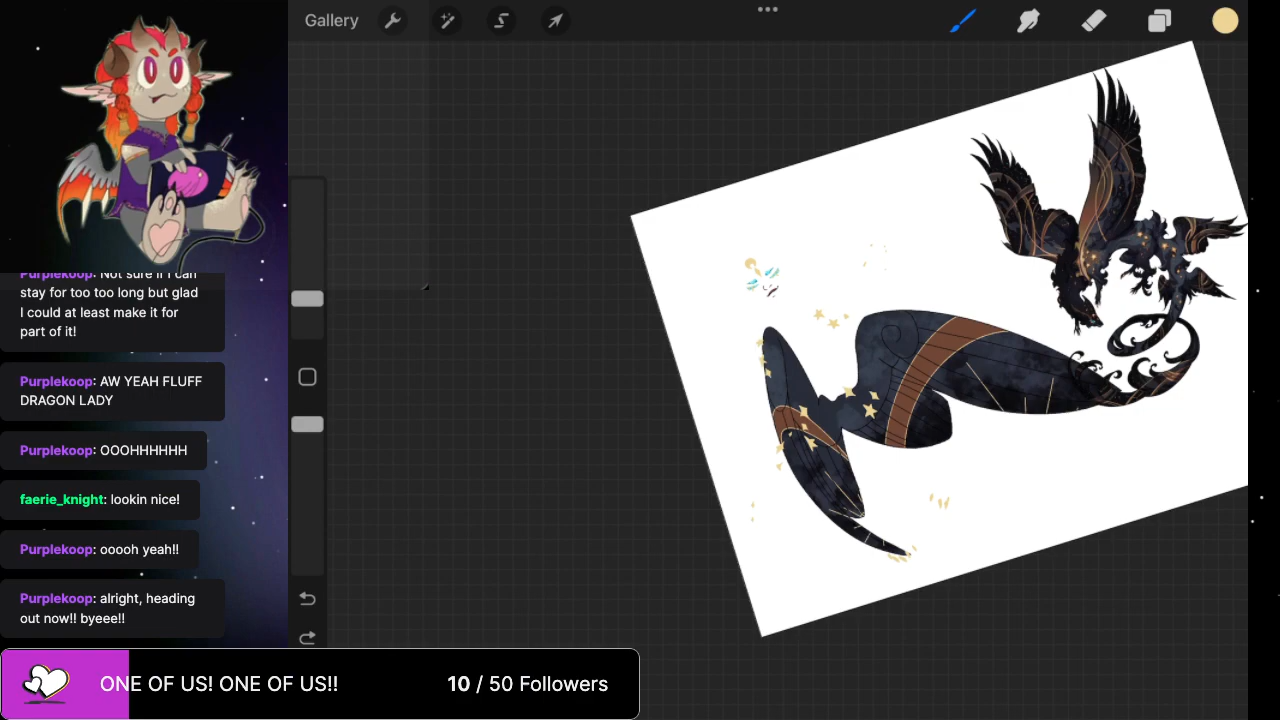 Gallery
Purplekoop: Not sure if I can
stay for too too long but glad
I could at least make it for
part of it!
Purplekoop: AW YEAH FLUFF
DRAGON LADY
Purplekoop: OOOHHHHHH
faerie_knight: lookin nice!
Purplekoop: ooooh yeah!!
Purplekoop: alright, heading
out now!! byeee!!
ONE OF US! ONE OF US!! 10 / 50 Followers